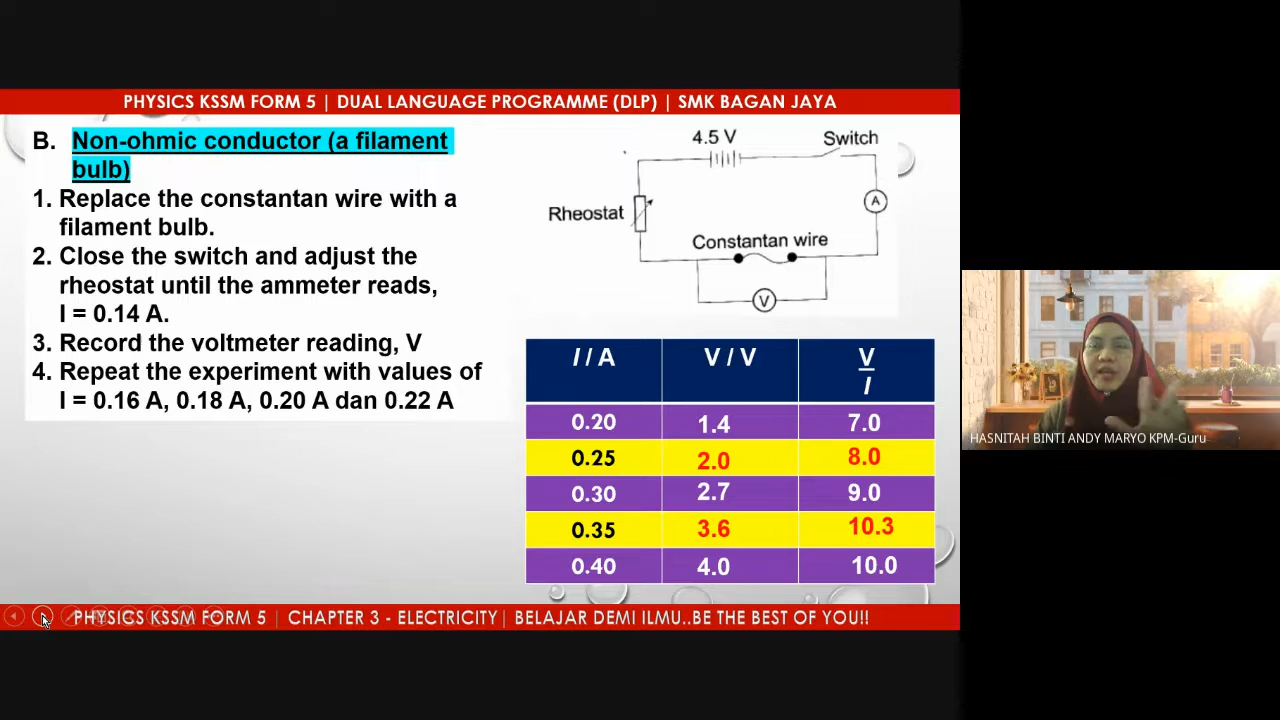 PHYSICS KSSM FORM 5 | DUAL LANGUAGE PROGRAMME (DLP) | SMK BAGAN JAYA
B. Non-ohmic conductor (a filament
bulb)
1. Replace the constantan wire with a
filament bulb.
2. Close the switch and adjust the
rheostat until the ammeter reads,
I = 0.14 A.
3. Record the voltmeter reading, V
4. Repeat the experiment with values of
I = 0.16 A, 0.18 A, 0.20 A dan 0.22 A
4.5 V Switch
A
Rheostat
Constantan wire
V
I / A V / V V/I
0.20 1.4 7.0
0.25 2.0 8.0
0.30 2.7 9.0
0.35 3.6 10.3
0.40 4.0 10.0
HASNITAH BINTI ANDY MARYO KPM-Guru
PHYSICS KSSM FORM 5 | CHAPTER 3 - ELECTRICITY| BELAJAR DEMI ILMU..BE THE BEST OF YOU!!